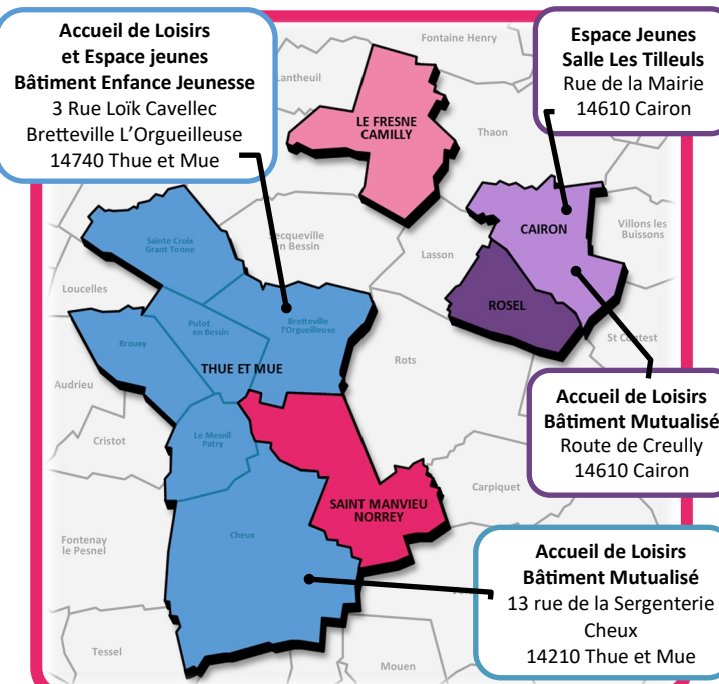 Accueil de Loisirs
et Espace jeunes
Bâtiment Enfance Jeunesse
3 Rue Loïk Cavellec
Bretteville L'Orgueilleuse
14740 Thue et Mue
Espace Jeunes
Salle Les Tilleuls
Rue de la Mairie
14610 Cairon
Fontaine Henry
Lantheuil
LE FRESNE
CAMILLY
Thaon
Villons les
Buissons
CAIRON
Sainte Croix
Grant Tonne
Secqueville
en Bessin
Lasson
Loucelles
ROSEL
Bretteville
l'Orgueilleuse
Putot
en Bessin
Brouay
St Contest
Rots
THUE ET MUE
Audrieu
Accueil de Loisirs
Bâtiment Mutualisé
Route de Creully
14610 Cairon
Cristot
Le Mesnil
Patry
Carpiquet
SAINT MANVIEU
NORREY
Cheux
Fontenay
le Pesnel
Accueil de Loisirs
Bâtiment Mutualisé
13 rue de la Sergenterie
Cheux
14210 Thue et Mue
Tessel
Mouen